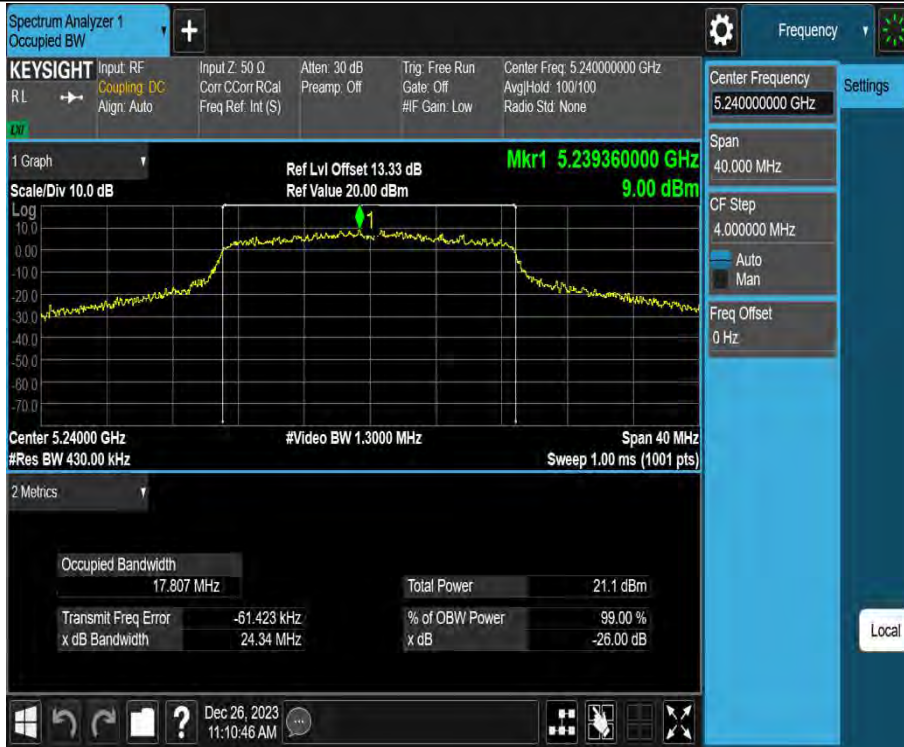 Spectrum Analyzer 1
Occupied BW
+
Frequency
KEYSIGHT
RL
Input: RF
Coupling: DC
Align: Auto
Input Z: 50 Ω
Corr CCorr RCal
Freq Ref: Int (S)
Atten: 30 dB
Preamp: Off
Trig: Free Run
Gate: Off
#IF Gain: Low
Center Freq: 5.240000000 GHz
Avg|Hold: 100/100
Radio Std: None
LXI
Center Frequency
5.240000000 GHz
Settings
Span
40.000 MHz
CF Step
4.000000 MHz
Auto
Man
Freq Offset
0 Hz
1 Graph
Scale/Div 10.0 dB
Ref Lvl Offset 13.33 dB
Ref Value 20.00 dBm
Mkr1 5.239360000 GHz
9.00 dBm
Log
1
10.0
0.00
-10.0
-20.0
-30.0
-40.0
-50.0
-60.0
-70.0
Center 5.24000 GHz
#Video BW 1.3000 MHz
Span 40 MHz
#Res BW 430.00 kHz
Sweep 1.00 ms (1001 pts)
2 Metrics
Occupied Bandwidth
17.807 MHz
Total Power 21.1 dBm
Transmit Freq Error -61.423 kHz
% of OBW Power 99.00 %
x dB Bandwidth 24.34 MHz
x dB -26.00 dB
Local
?
Dec 26, 2023
11:10:46 AM